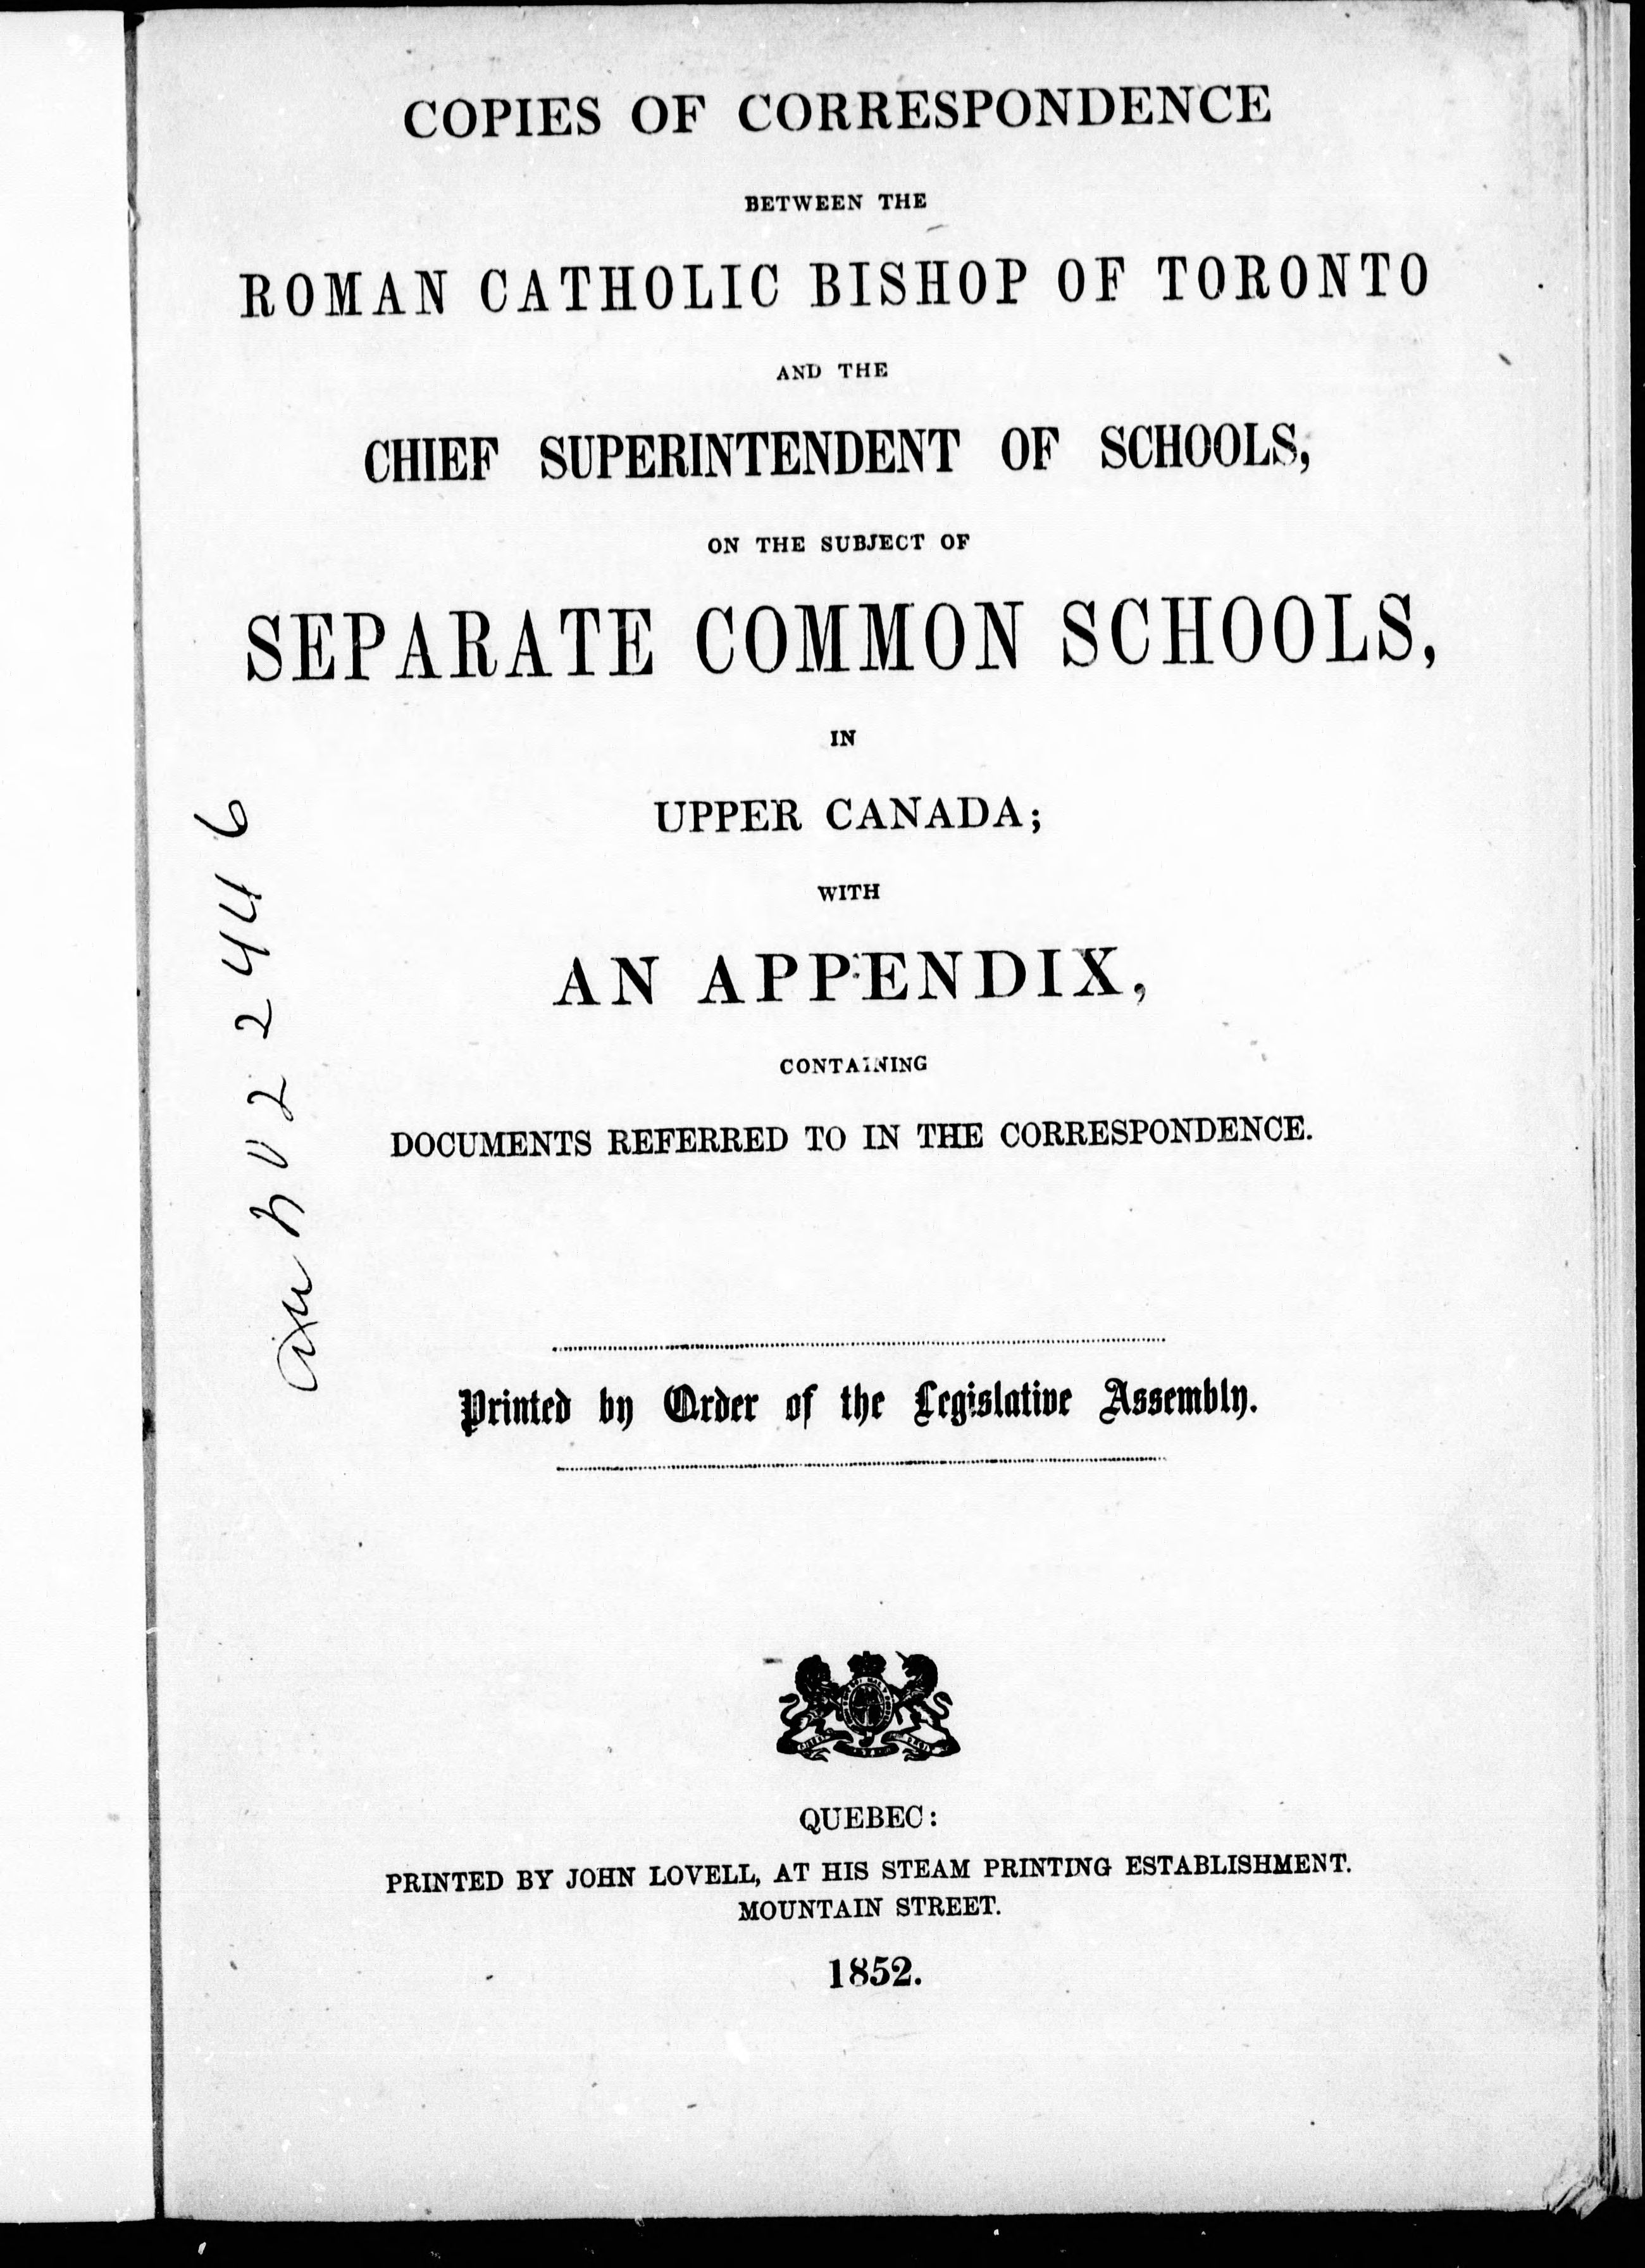 COPIES OF CORRESPONDENCE
BETWEEN THE
ROMAN CATHOLIC BISHOP OF TORONTO
AND THE
CHIEF SUPERINTENDENT OF SCHOOLS,
ON THE SUBJECT OF
SEPARATE COMMON SCHOOLS,
IN
UPPER CANADA;
WITH
AN APPENDIX,
CONTAINING
DOCUMENTS REFERRED TO IN THE CORRESPONDENCE.
Printed by Order of the Legislative Assembly.
QUEBEC:
PRINTED BY JOHN LOVELL, AT HIS STEAM PRINTING ESTABLISHMENT.
MOUNTAIN STREET.
1852.